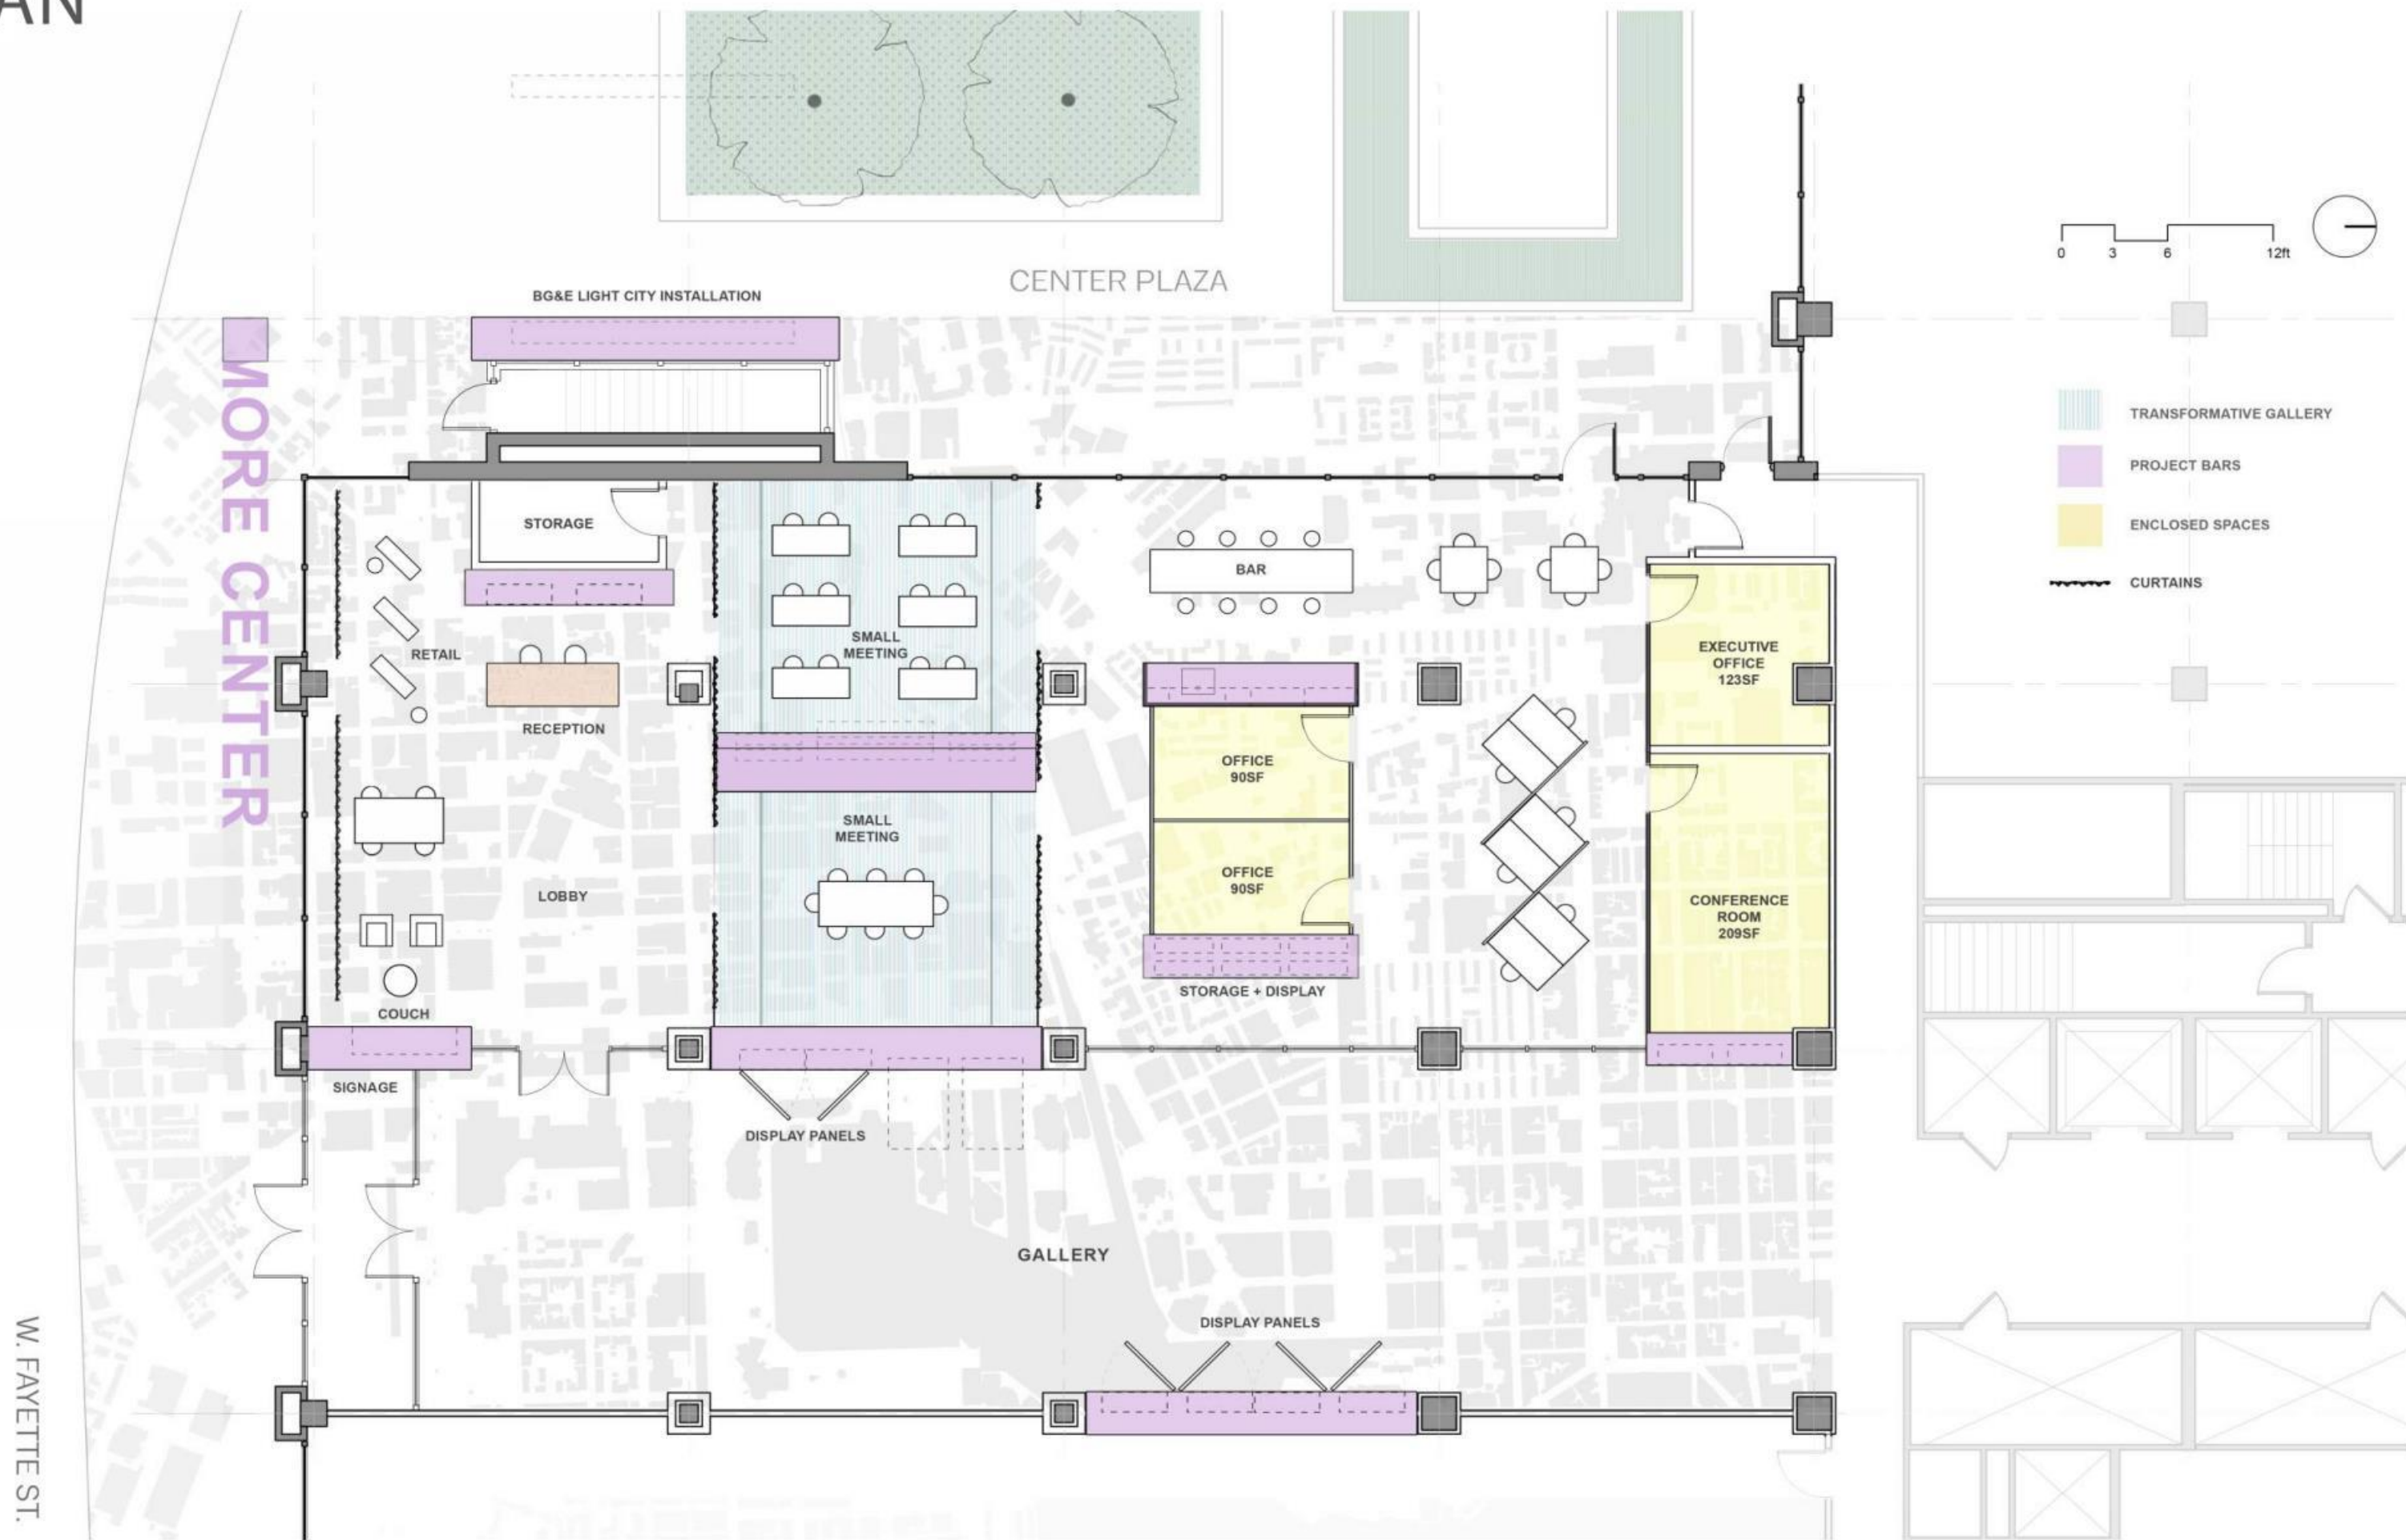 AN
CENTER PLAZA
BG&E LIGHT CITY INSTALLATION
0 3 6 12ft
TRANSFORMATIVE GALLERY
PROJECT BARS
ENCLOSED SPACES
CURTAINS
MORE CENTER
STORAGE
BAR
SMALL
MEETING
RETAIL
EXECUTIVE
OFFICE
123SF
RECEPTION
OFFICE
90SF
SMALL
MEETING
OFFICE
90SF
LOBBY
CONFERENCE
ROOM
209SF
STORAGE + DISPLAY
COUCH
SIGNAGE
DISPLAY PANELS
GALLERY
DISPLAY PANELS
W. FAYETTE ST.